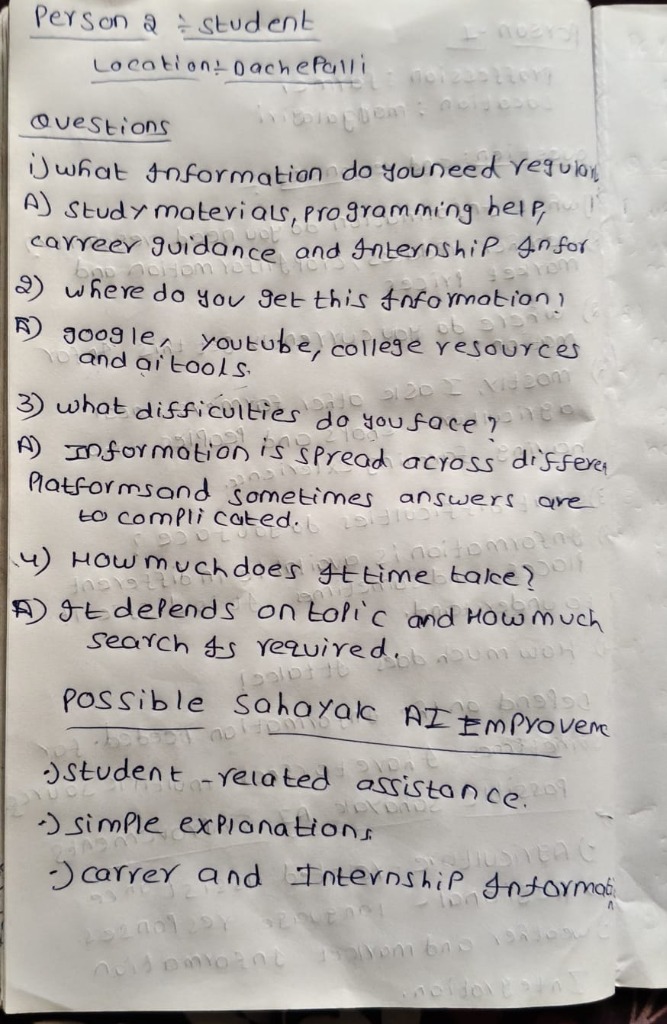 Person 2 :- Student
Location:- Dachepalli
Questions
i) what Information do you need regular
A) Study materials, programming help,
carreer guidance and Internship Infor
2) where do you get this Information?
A) google, youtube, college resources
and ai tools.
3) what difficulties do you face?
A) Information is spread across differen
Platforms and sometimes answers are
to complicated.
4) How much does It time take?
A) It depends on topic and How much
search Is required.
Possible Sahayak AI Improvem
·) Student - related assistance.
·) Simple explanations
·) carrer and Internship Informati